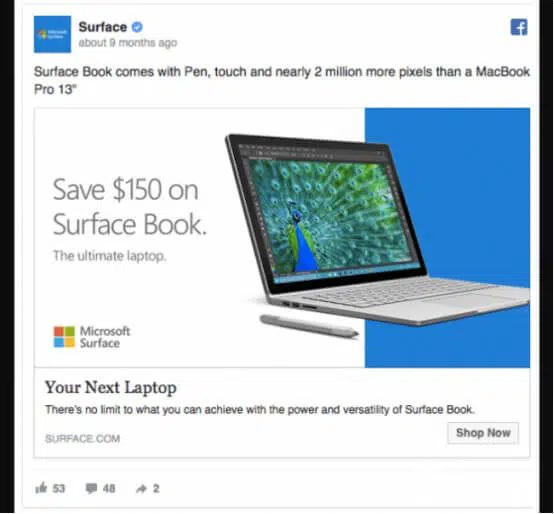 Surface
about 9 months ago
Surface Book comes with Pen, touch and nearly 2 million more pixels than a MacBook
Pro 13"
Save $150 on
Surface Book.
The ultimate laptop.
Microsoft
Surface
Your Next Laptop
There's no limit to what you can achieve with the power and versatility of Surface Book.
SURFACE.COM
Shop Now
53
48
2